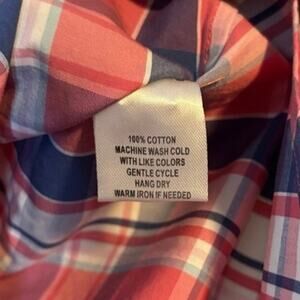 100% COTTON
MACHINE WASH COLD
WITH LIKE COLORS
GENTLE CYCLE
HANG DRY
WARM IRON IF NEEDED